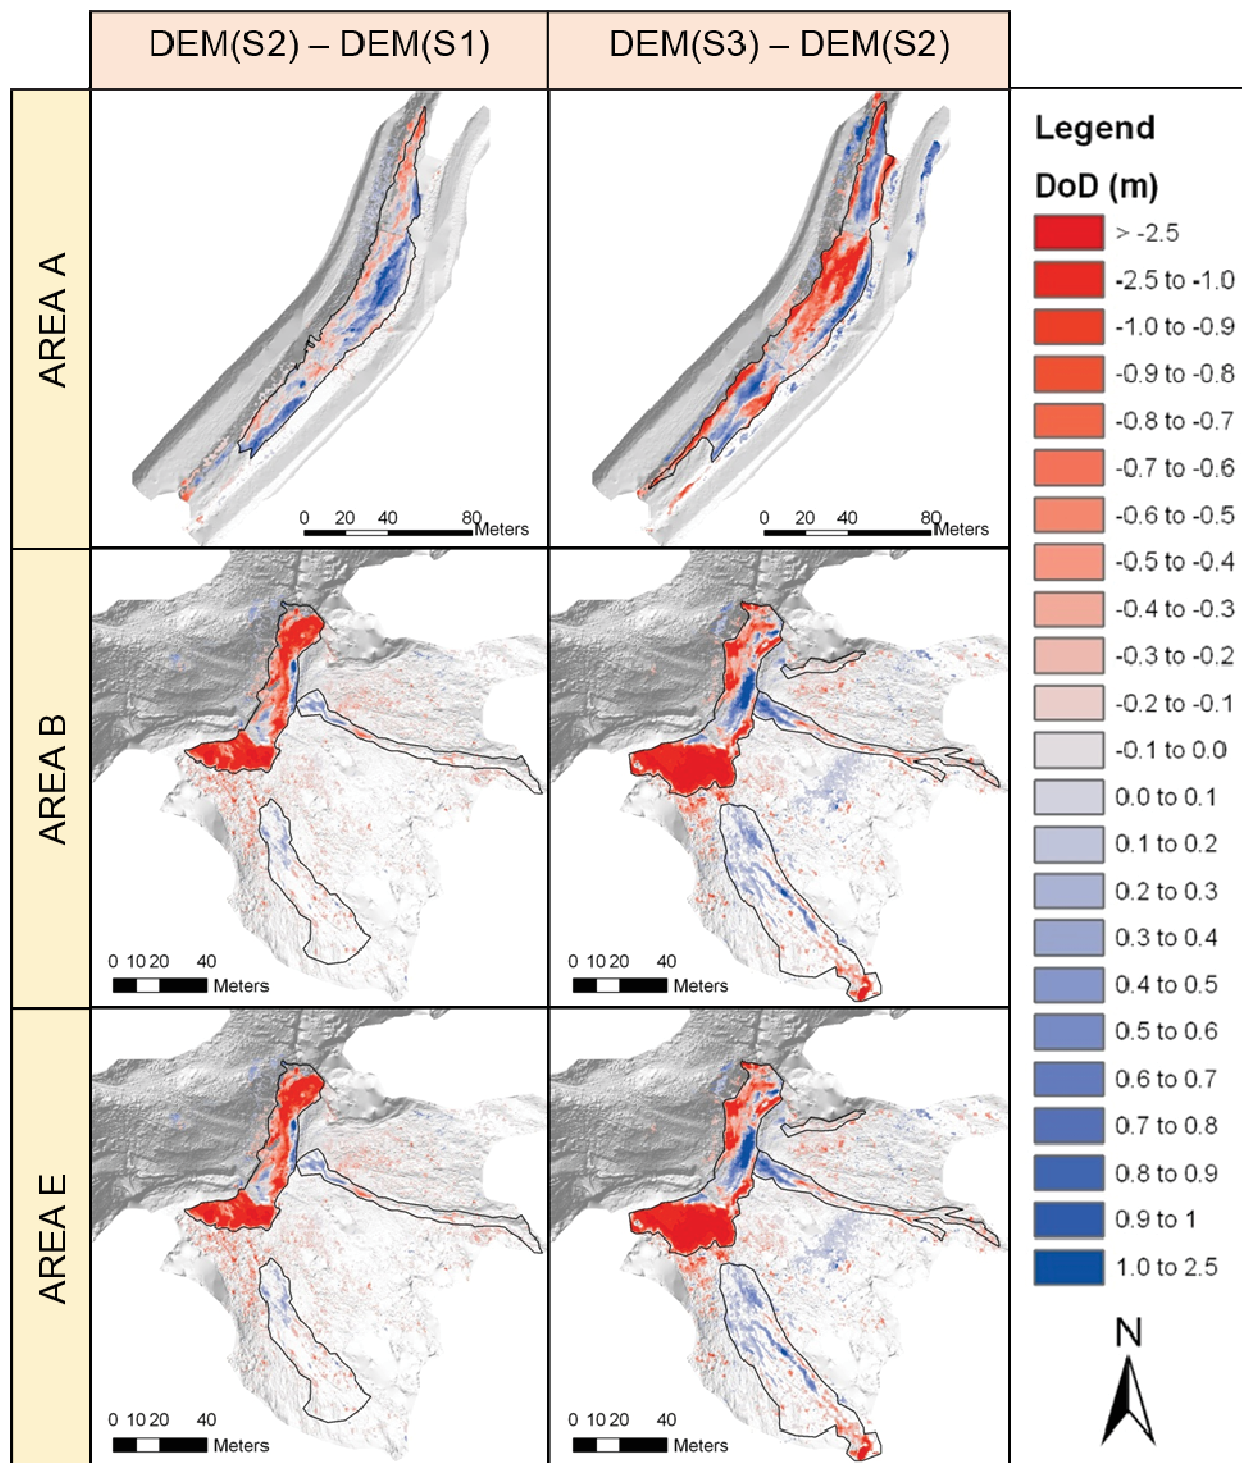 DEM(S2) – DEM(S1)
DEM(S3) – DEM(S2)
AREA A
0 20 40 80 Meters
0 20 40 80 Meters
AREA B
0 10 20 40 Meters
0 10 20 40 Meters
AREA E
0 10 20 40 Meters
0 10 20 40 Meters
Legend
DoD (m)
> -2.5
-2.5 to -1.0
-1.0 to -0.9
-0.9 to -0.8
-0.8 to -0.7
-0.7 to -0.6
-0.6 to -0.5
-0.5 to -0.4
-0.4 to -0.3
-0.3 to -0.2
-0.2 to -0.1
-0.1 to 0.0
0.0 to 0.1
0.1 to 0.2
0.2 to 0.3
0.3 to 0.4
0.4 to 0.5
0.5 to 0.6
0.6 to 0.7
0.7 to 0.8
0.8 to 0.9
0.9 to 1
1.0 to 2.5
N